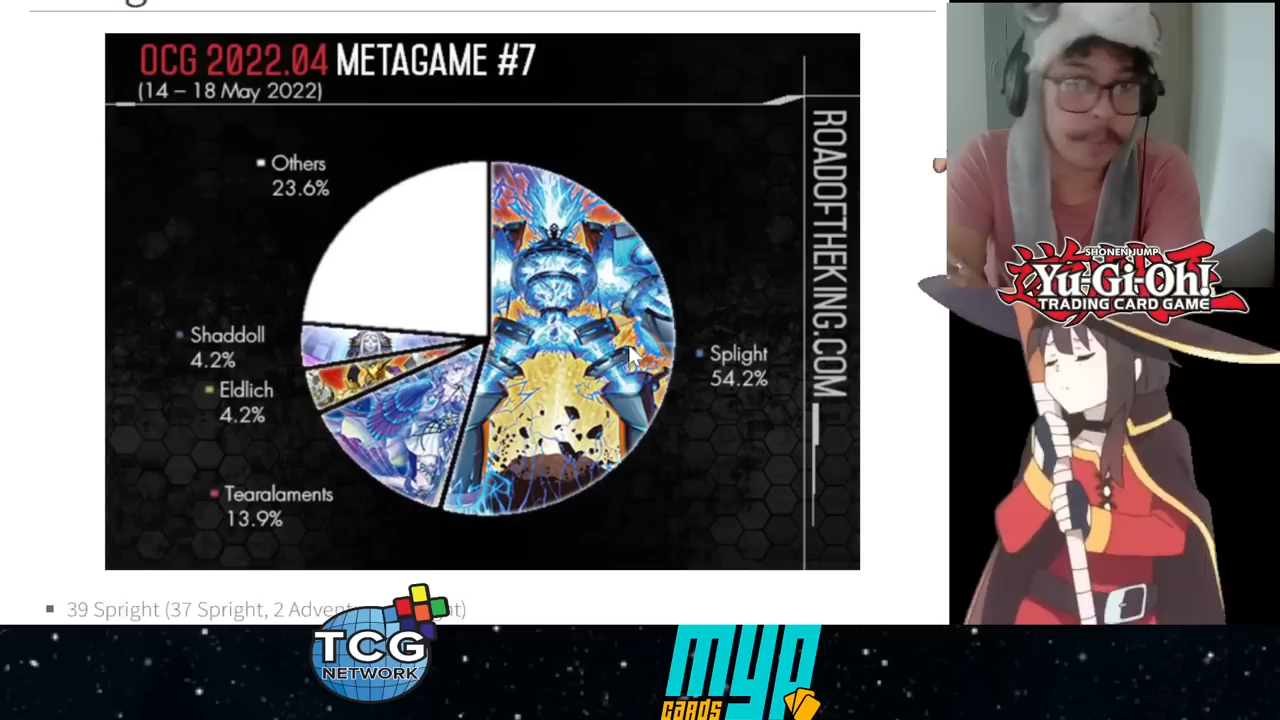 OCG 2022.04 METAGAME #7
(14 – 18 May 2022)
Others
23.6%
Shaddoll
4.2%
Eldlich
4.2%
Tearalaments
13.9%
Splight
54.2%
ROADOFTHEKING.COM
SHONEN JUMP
Yu-Gi-Oh!
TRADING CARD GAME
39 Spright (37 Spright, 2
TCG
NETWORK
MYP
CARDS